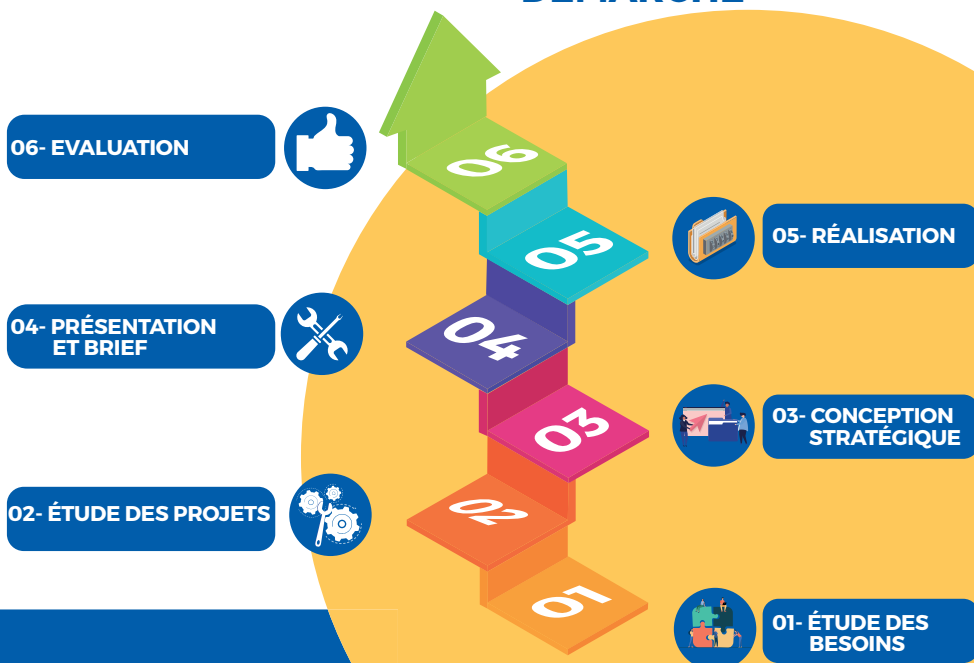 DÉMARCHE
06- EVALUATION
06
05
05- RÉALISATION
04- PRÉSENTATION
ET BRIEF
04
03
03- CONCEPTION
STRATÉGIQUE
02- ÉTUDE DES PROJETS
02
01
01- ÉTUDE DES
BESOINS